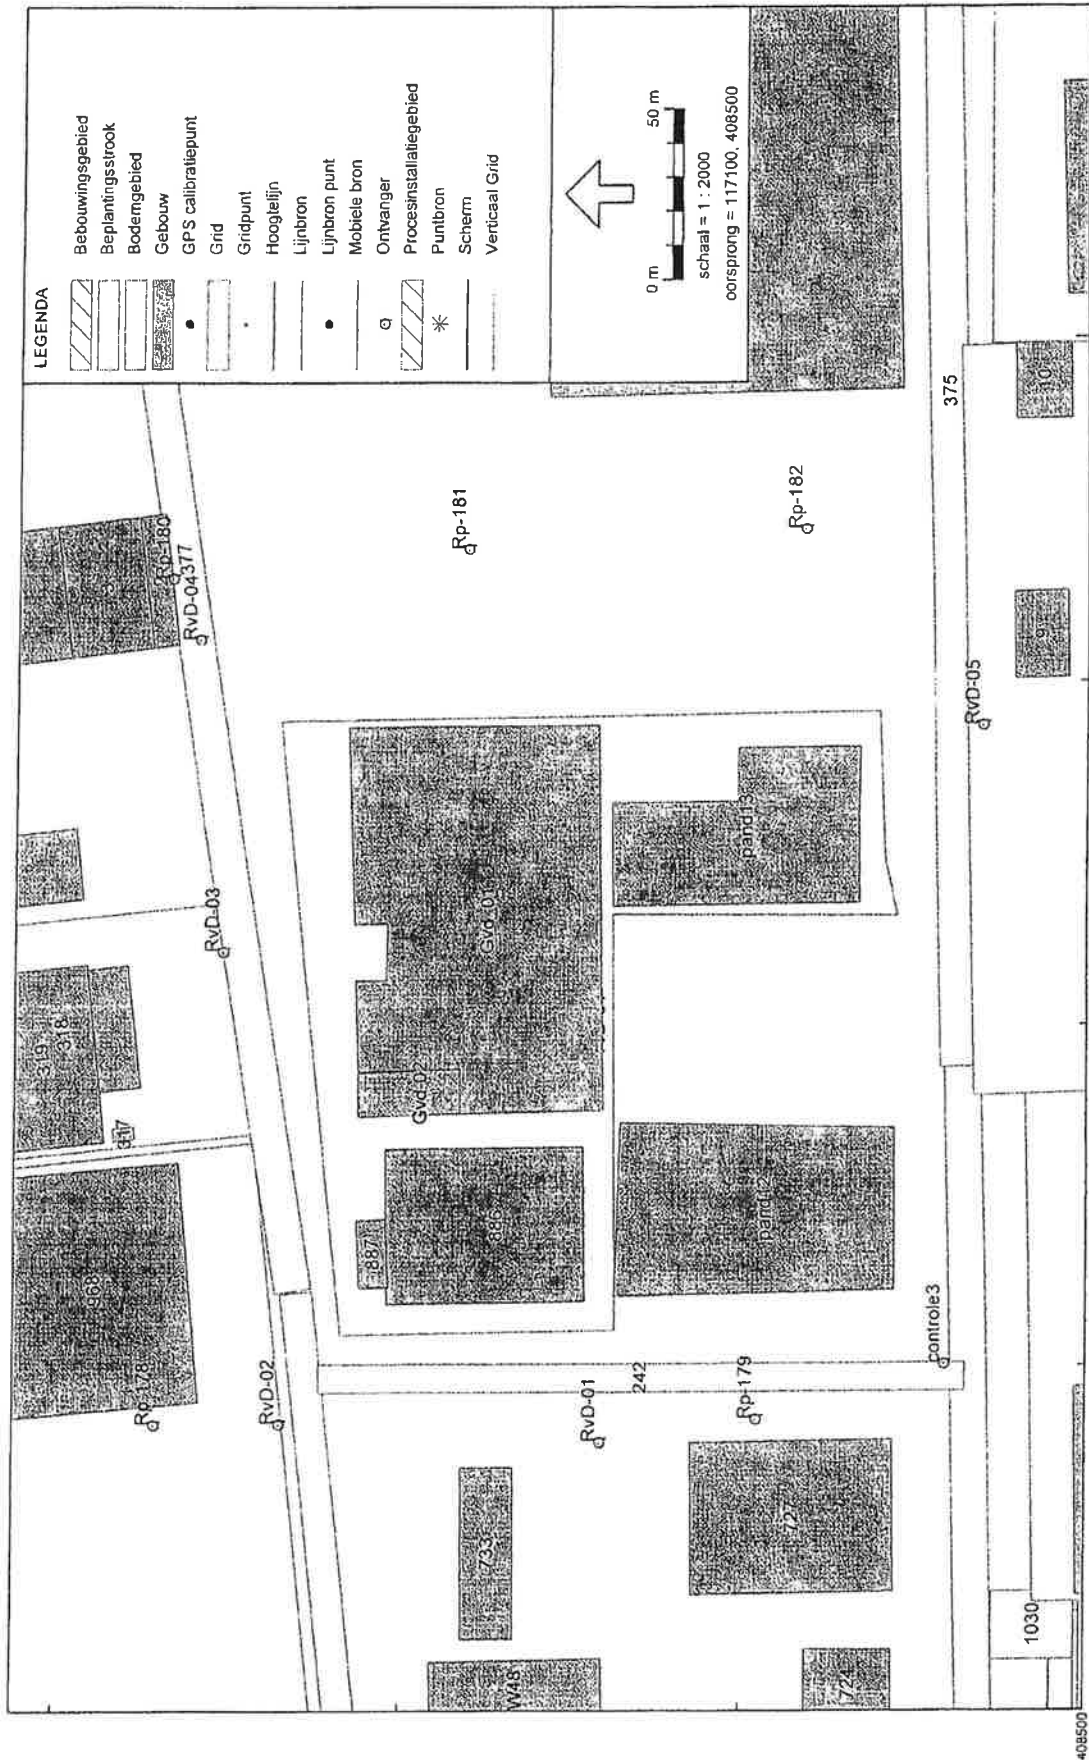 LEGENDA
Bebouwingsgebied
Beplantingsstrook
Bodemgebied
Gebouw
GPS calibratiepunt
Grid
Gridpunt
Hoogtelijn
Lijnbron
Lijnbron punt
Mobiele bron
Ontvanger
Procesinstallatiegebied
Puntbron
Scherm
Verticaal Grid
0 m
50 m
schaal = 1 : 2000
oorsprong = 117100, 408500
Rp-180
RvD-04377
RvD-03
319
318
317
968
Rp-178
RvD-02
Rp-181
Rp-182
Gvd-01
Gvd-02
886
887
pand13
pand12
RvD-01
242
Rp-179
controle3
733
W48
727
724
375
10
9
RvD-05
1030
408500